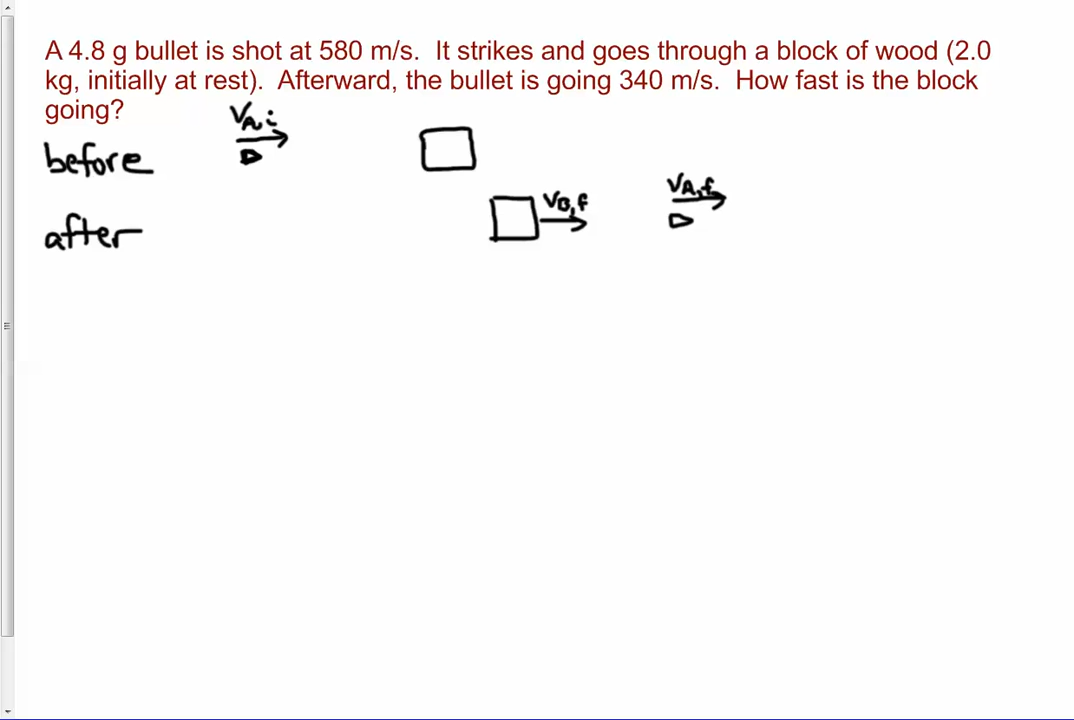 A 4.8 g bullet is shot at 580 m/s.  It strikes and goes through a block of wood (2.0
kg, initially at rest).  Afterward, the bullet is going 340 m/s.  How fast is the block
going?
VA,i
before
VB,f
VA,f
after